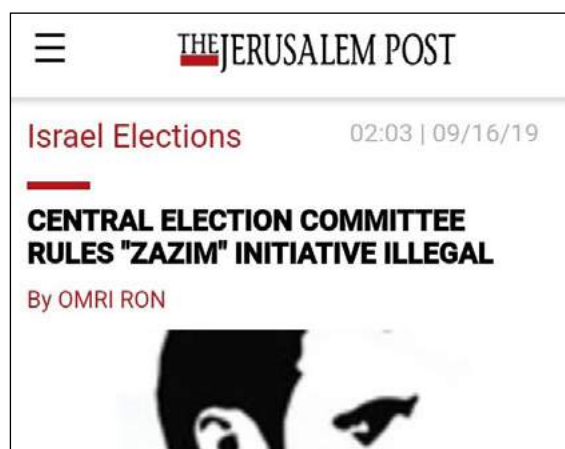 THE JERUSALEM POST
Israel Elections 02:03 | 09/16/19
CENTRAL ELECTION COMMITTEE
RULES "ZAZIM" INITIATIVE ILLEGAL
By OMRI RON